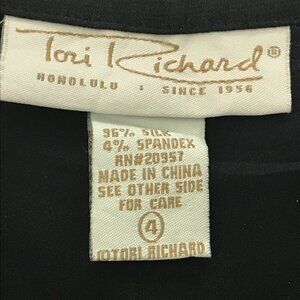 Tori Richard®
HONOLULU · SINCE 1956
96% SILK
4% SPANDEX
RN#20957
MADE IN CHINA
SEE OTHER SIDE
FOR CARE
4
©TORI RICHARD